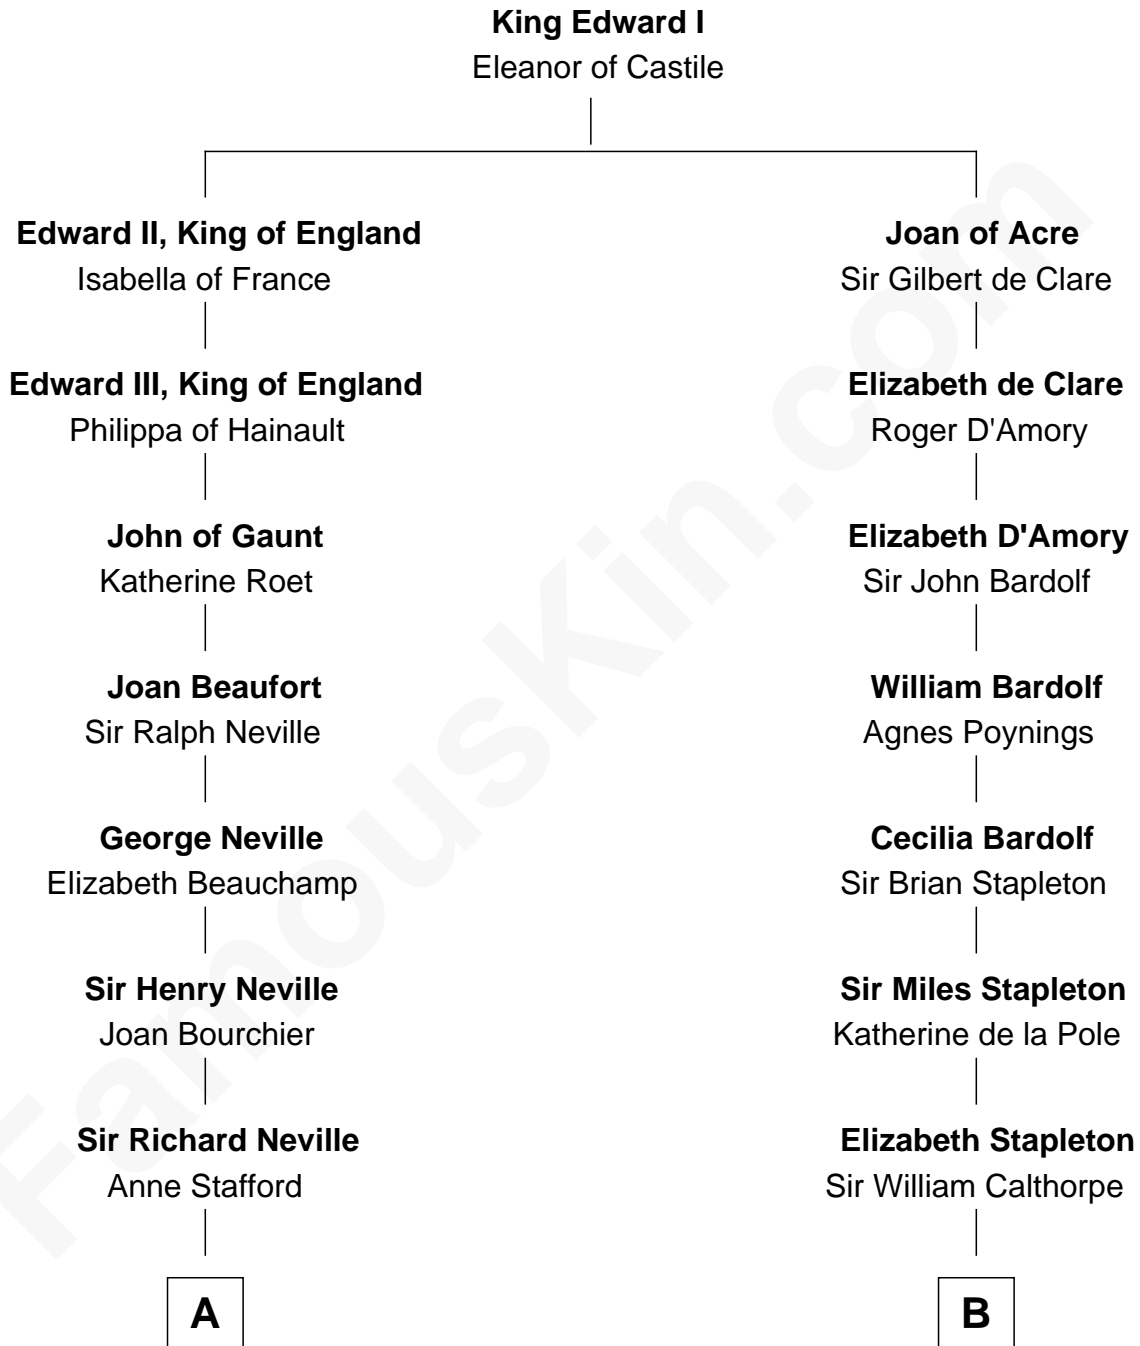 King Edward I
Eleanor of Castile
Edward II, King of England
Isabella of France
Joan of Acre
Sir Gilbert de Clare
Edward III, King of England
Philippa of Hainault
Elizabeth de Clare
Roger D'Amory
John of Gaunt
Katherine Roet
Elizabeth D'Amory
Sir John Bardolf
Joan Beaufort
Sir Ralph Neville
William Bardolf
Agnes Poynings
George Neville
Elizabeth Beauchamp
Cecilia Bardolf
Sir Brian Stapleton
Sir Henry Neville
Joan Bourchier
Sir Miles Stapleton
Katherine de la Pole
Sir Richard Neville
Anne Stafford
Elizabeth Stapleton
Sir William Calthorpe
A
B
FamousKin.com